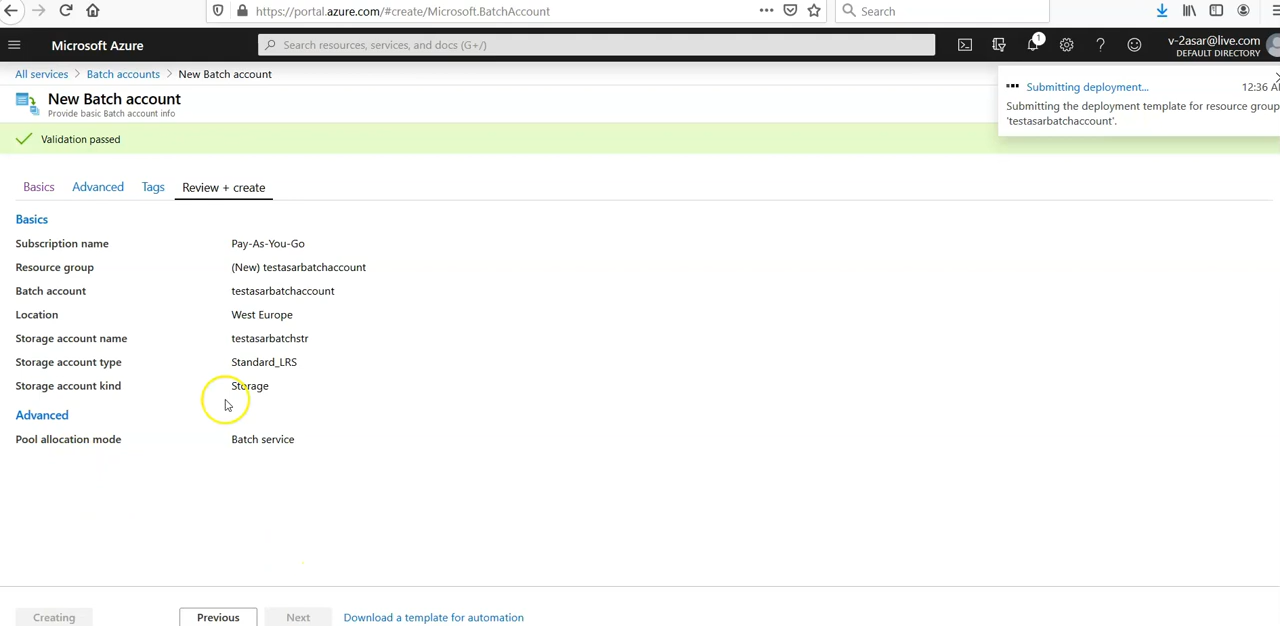 https://portal.azure.com/#create/Microsoft.BatchAccount
Search
Microsoft Azure
Search resources, services, and docs (G+/)
1
v-2asar@live.com
DEFAULT DIRECTORY
All services > Batch accounts > New Batch account
New Batch account
Provide basic Batch account info
Submitting deployment...
12:36 A
Submitting the deployment template for resource group
'testasarbatchaccount'.
Validation passed
Basics Advanced Tags Review + create
Basics
Subscription name Pay-As-You-Go
Resource group (New) testasarbatchaccount
Batch account testasarbatchaccount
Location West Europe
Storage account name testasarbatchstr
Storage account type Standard_LRS
Storage account kind Storage
Advanced
Pool allocation mode Batch service
Creating Previous Next Download a template for automation